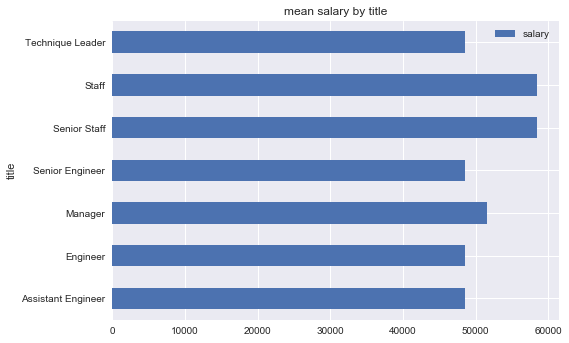 mean salary by title
salary
title
Technique Leader
Staff
Senior Staff
Senior Engineer
Manager
Engineer
Assistant Engineer
0 10000 20000 30000 40000 50000 60000